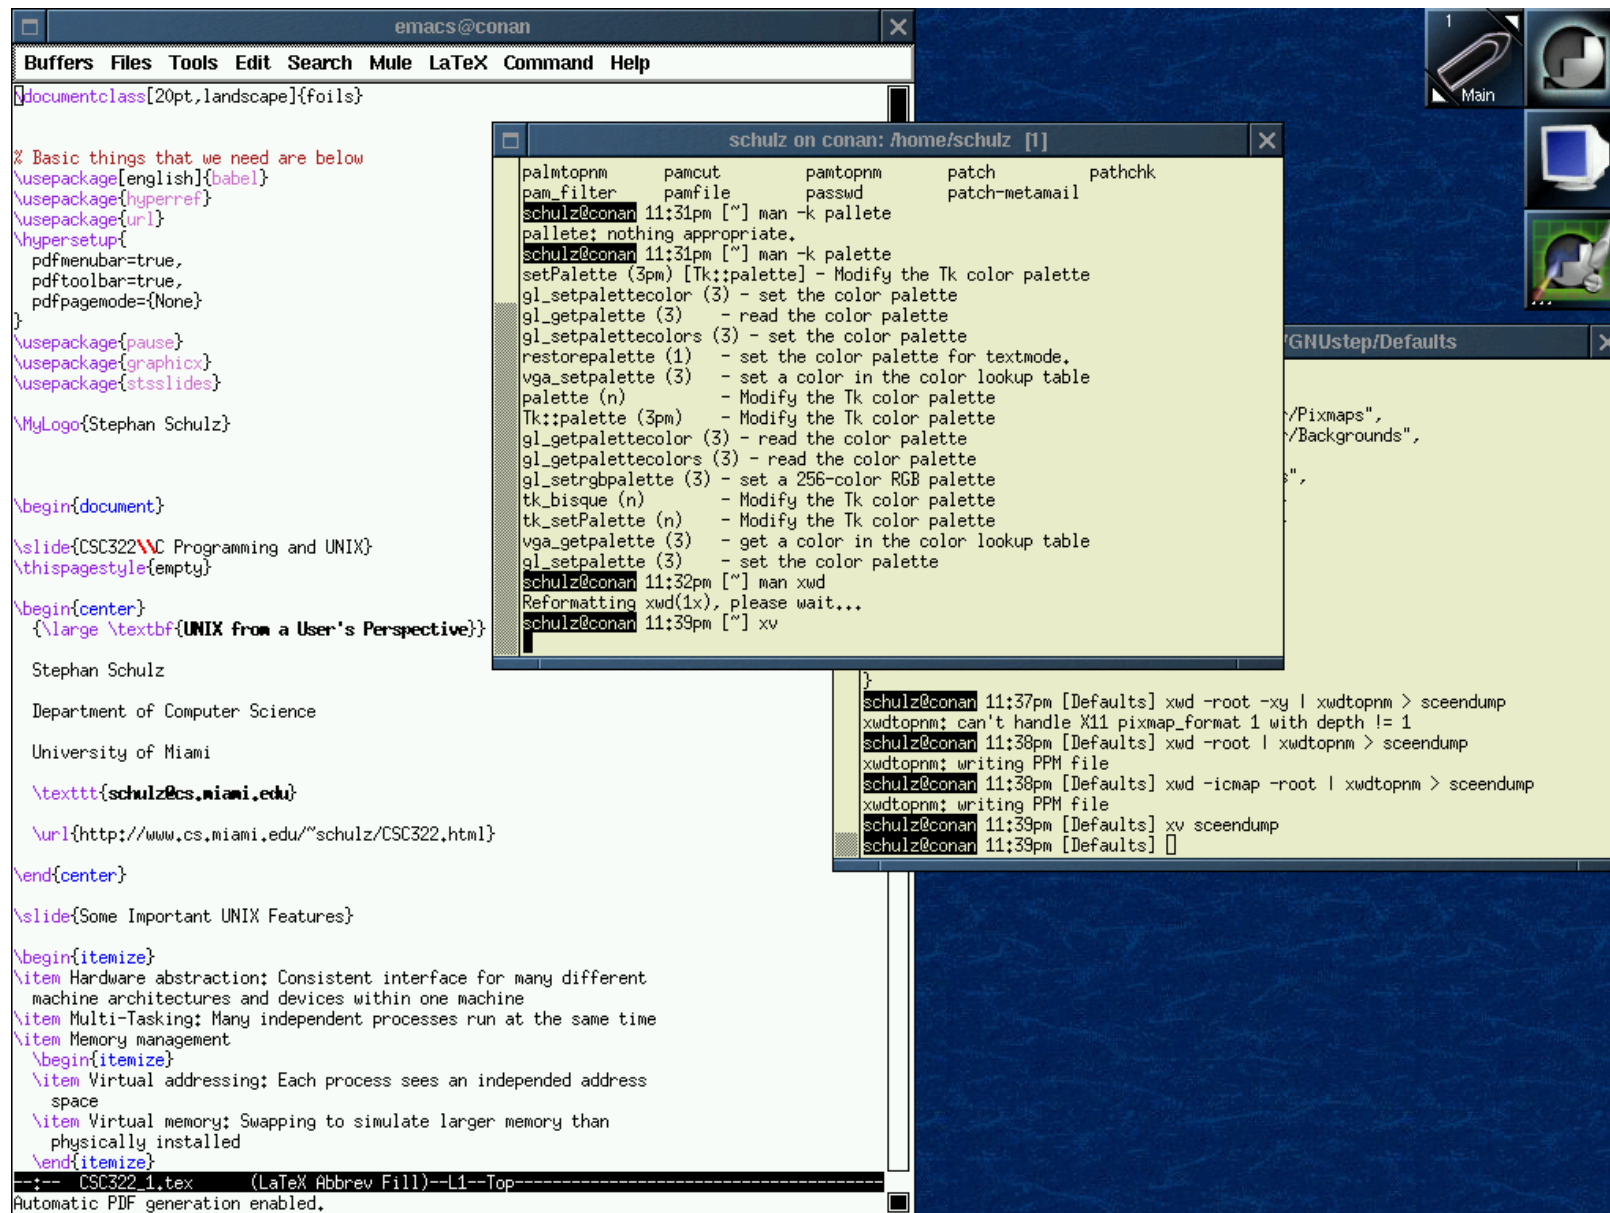 emacs@conan
Buffers Files Tools Edit Search Mule LaTeX Command Help
\documentclass[20pt,landscape]{foils}
% Basic things that we need are below
\usepackage[english]{babel}
\usepackage{hyperref}
\usepackage{url}
\hypersetup{
pdfmenubar=true,
pdftoolbar=true,
pdfpagemode={None}
}
\usepackage{pause}
\usepackage{graphicx}
\usepackage{stsslides}
\MyLogo{Stephan Schulz}
\begin{document}
\slide{CSC322\\C Programming and UNIX}
\thispagestyle{empty}
\begin{center}
{\large \textbf{UNIX from a User's Perspective}}
Stephan Schulz
Department of Computer Science
University of Miami
\texttt{schulz@cs.miami.edu}
\url{http://www.cs.miami.edu/~schulz/CSC322.html}
\end{center}
\slide{Some Important UNIX Features}
\begin{itemize}
\item Hardware abstraction: Consistent interface for many different
machine architectures and devices within one machine
\item Multi-Tasking: Many independent processes run at the same time
\item Memory management
\begin{itemize}
\item Virtual addressing: Each process sees an independed address
space
\item Virtual memory: Swapping to simulate larger memory than
physically installed
\end{itemize}
--:-- CSC322_1.tex (LaTeX Abbrev Fill)--L1--Top----------------------------------------
Automatic PDF generation enabled.
schulz on conan: /home/schulz [1]
palmtopnm pamcut pamtopnm patch pathchk
pam_filter pamfile passwd patch-metamail
schulz@conan 11:31pm [~] man -k pallete
pallete: nothing appropriate.
schulz@conan 11:31pm [~] man -k palette
setPalette (3pm) [Tk::palette] - Modify the Tk color palette
gl_setpalettecolor (3) - set the color palette
gl_getpalette (3) - read the color palette
gl_setpalettecolors (3) - set the color palette
restorepalette (1) - set the color palette for textmode.
vga_setpalette (3) - set a color in the color lookup table
palette (n) - Modify the Tk color palette
Tk::palette (3pm) - Modify the Tk color palette
gl_getpalettecolor (3) - read the color palette
gl_getpalettecolors (3) - read the color palette
gl_setrgbpalette (3) - set a 256-color RGB palette
tk_bisque (n) - Modify the Tk color palette
tk_setPalette (n) - Modify the Tk color palette
vga_getpalette (3) - get a color in the color lookup table
gl_setpalette (3) - set the color palette
schulz@conan 11:32pm [~] man xwd
Reformatting xwd(1x), please wait...
schulz@conan 11:39pm [~] xv
1
Main
/GNUstep/Defaults
/Pixmaps",
/Backgrounds",
",
}
schulz@conan 11:37pm [Defaults] xwd -root -xy | xwdtopnm > sceendump
xwdtopnm: can't handle X11 pixmap_format 1 with depth != 1
schulz@conan 11:38pm [Defaults] xwd -root | xwdtopnm > sceendump
xwdtopnm: writing PPM file
schulz@conan 11:38pm [Defaults] xwd -icmap -root | xwdtopnm > sceendump
xwdtopnm: writing PPM file
schulz@conan 11:39pm [Defaults] xv sceendump
schulz@conan 11:39pm [Defaults]